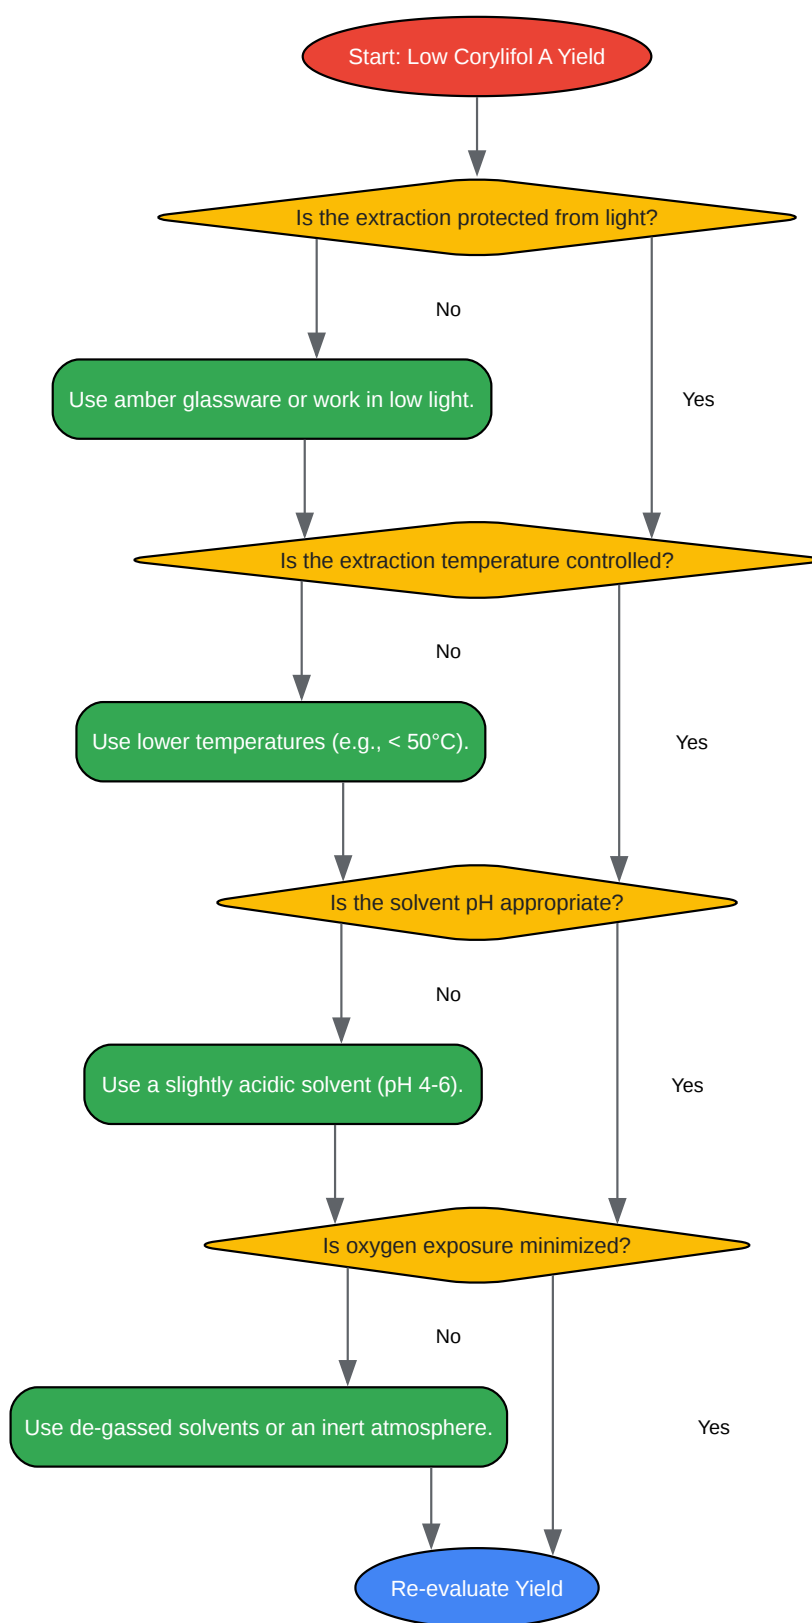 Start: Low Corylifol A Yield
Is the extraction protected from light?
No
Use amber glassware or work in low light.
Yes
Is the extraction temperature controlled?
No
Use lower temperatures (e.g., < 50°C).
Yes
Is the solvent pH appropriate?
No
Use a slightly acidic solvent (pH 4-6).
Yes
Is oxygen exposure minimized?
No
Use de-gassed solvents or an inert atmosphere.
Yes
Re-evaluate Yield